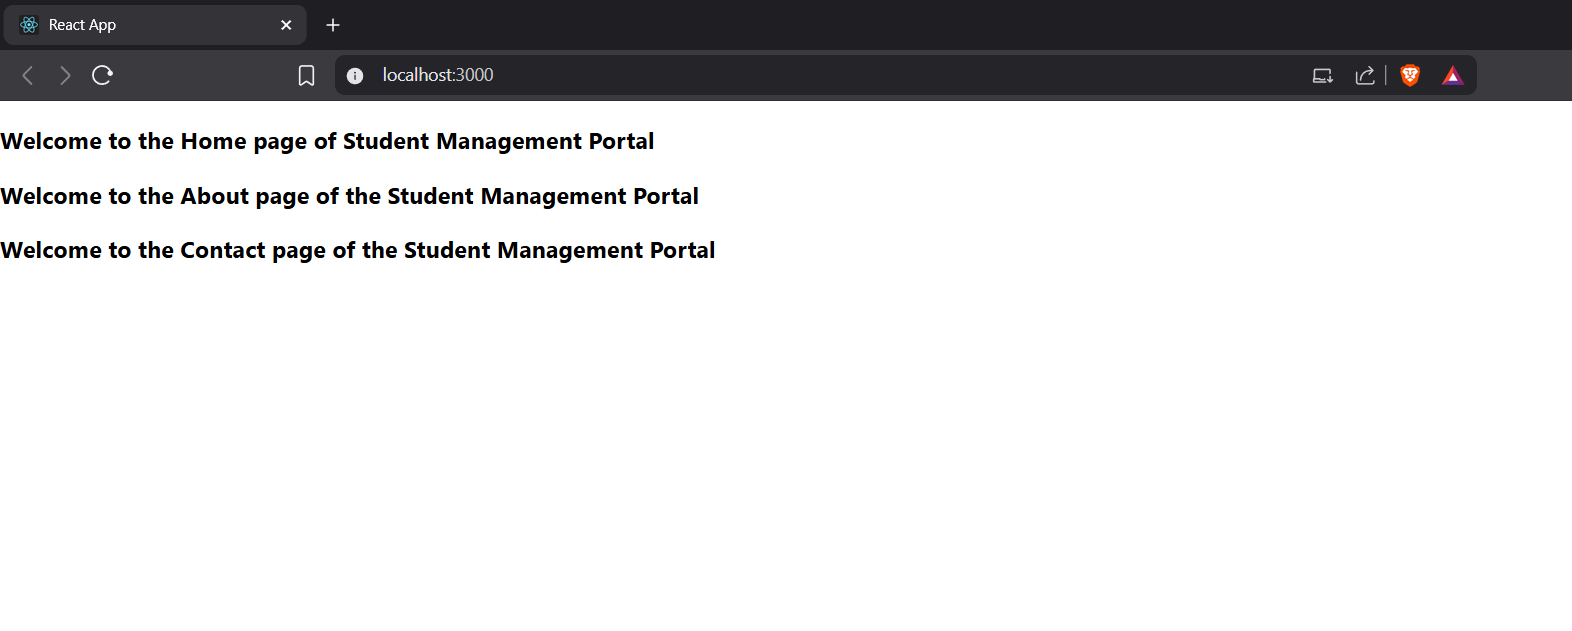 React App
localhost:3000
Welcome to the Home page of Student Management Portal
Welcome to the About page of the Student Management Portal
Welcome to the Contact page of the Student Management Portal